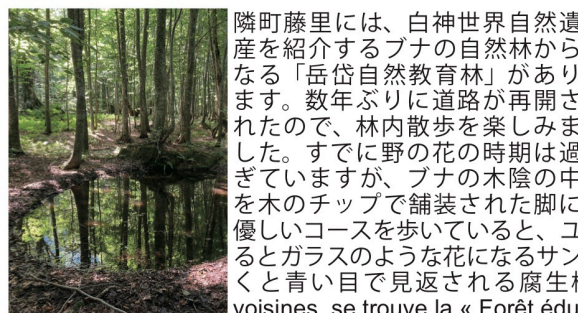 隣町藤里には、白神世界自然遺
産を紹介するブナの自然林から
なる「岳岱自然教育林」があり
ます。数年ぶりに道路が再開さ
れたので、林内散歩を楽しみま
した。すでに野の花の時期は過
ぎていますが、ブナの木陰の中
を木のチップで舗装された脚に
優しいコースを歩いていると、ユ
るとガラスのような花になるサン
くと青い目で見返される腐生植
voisines, se trouve la « Forêt édu